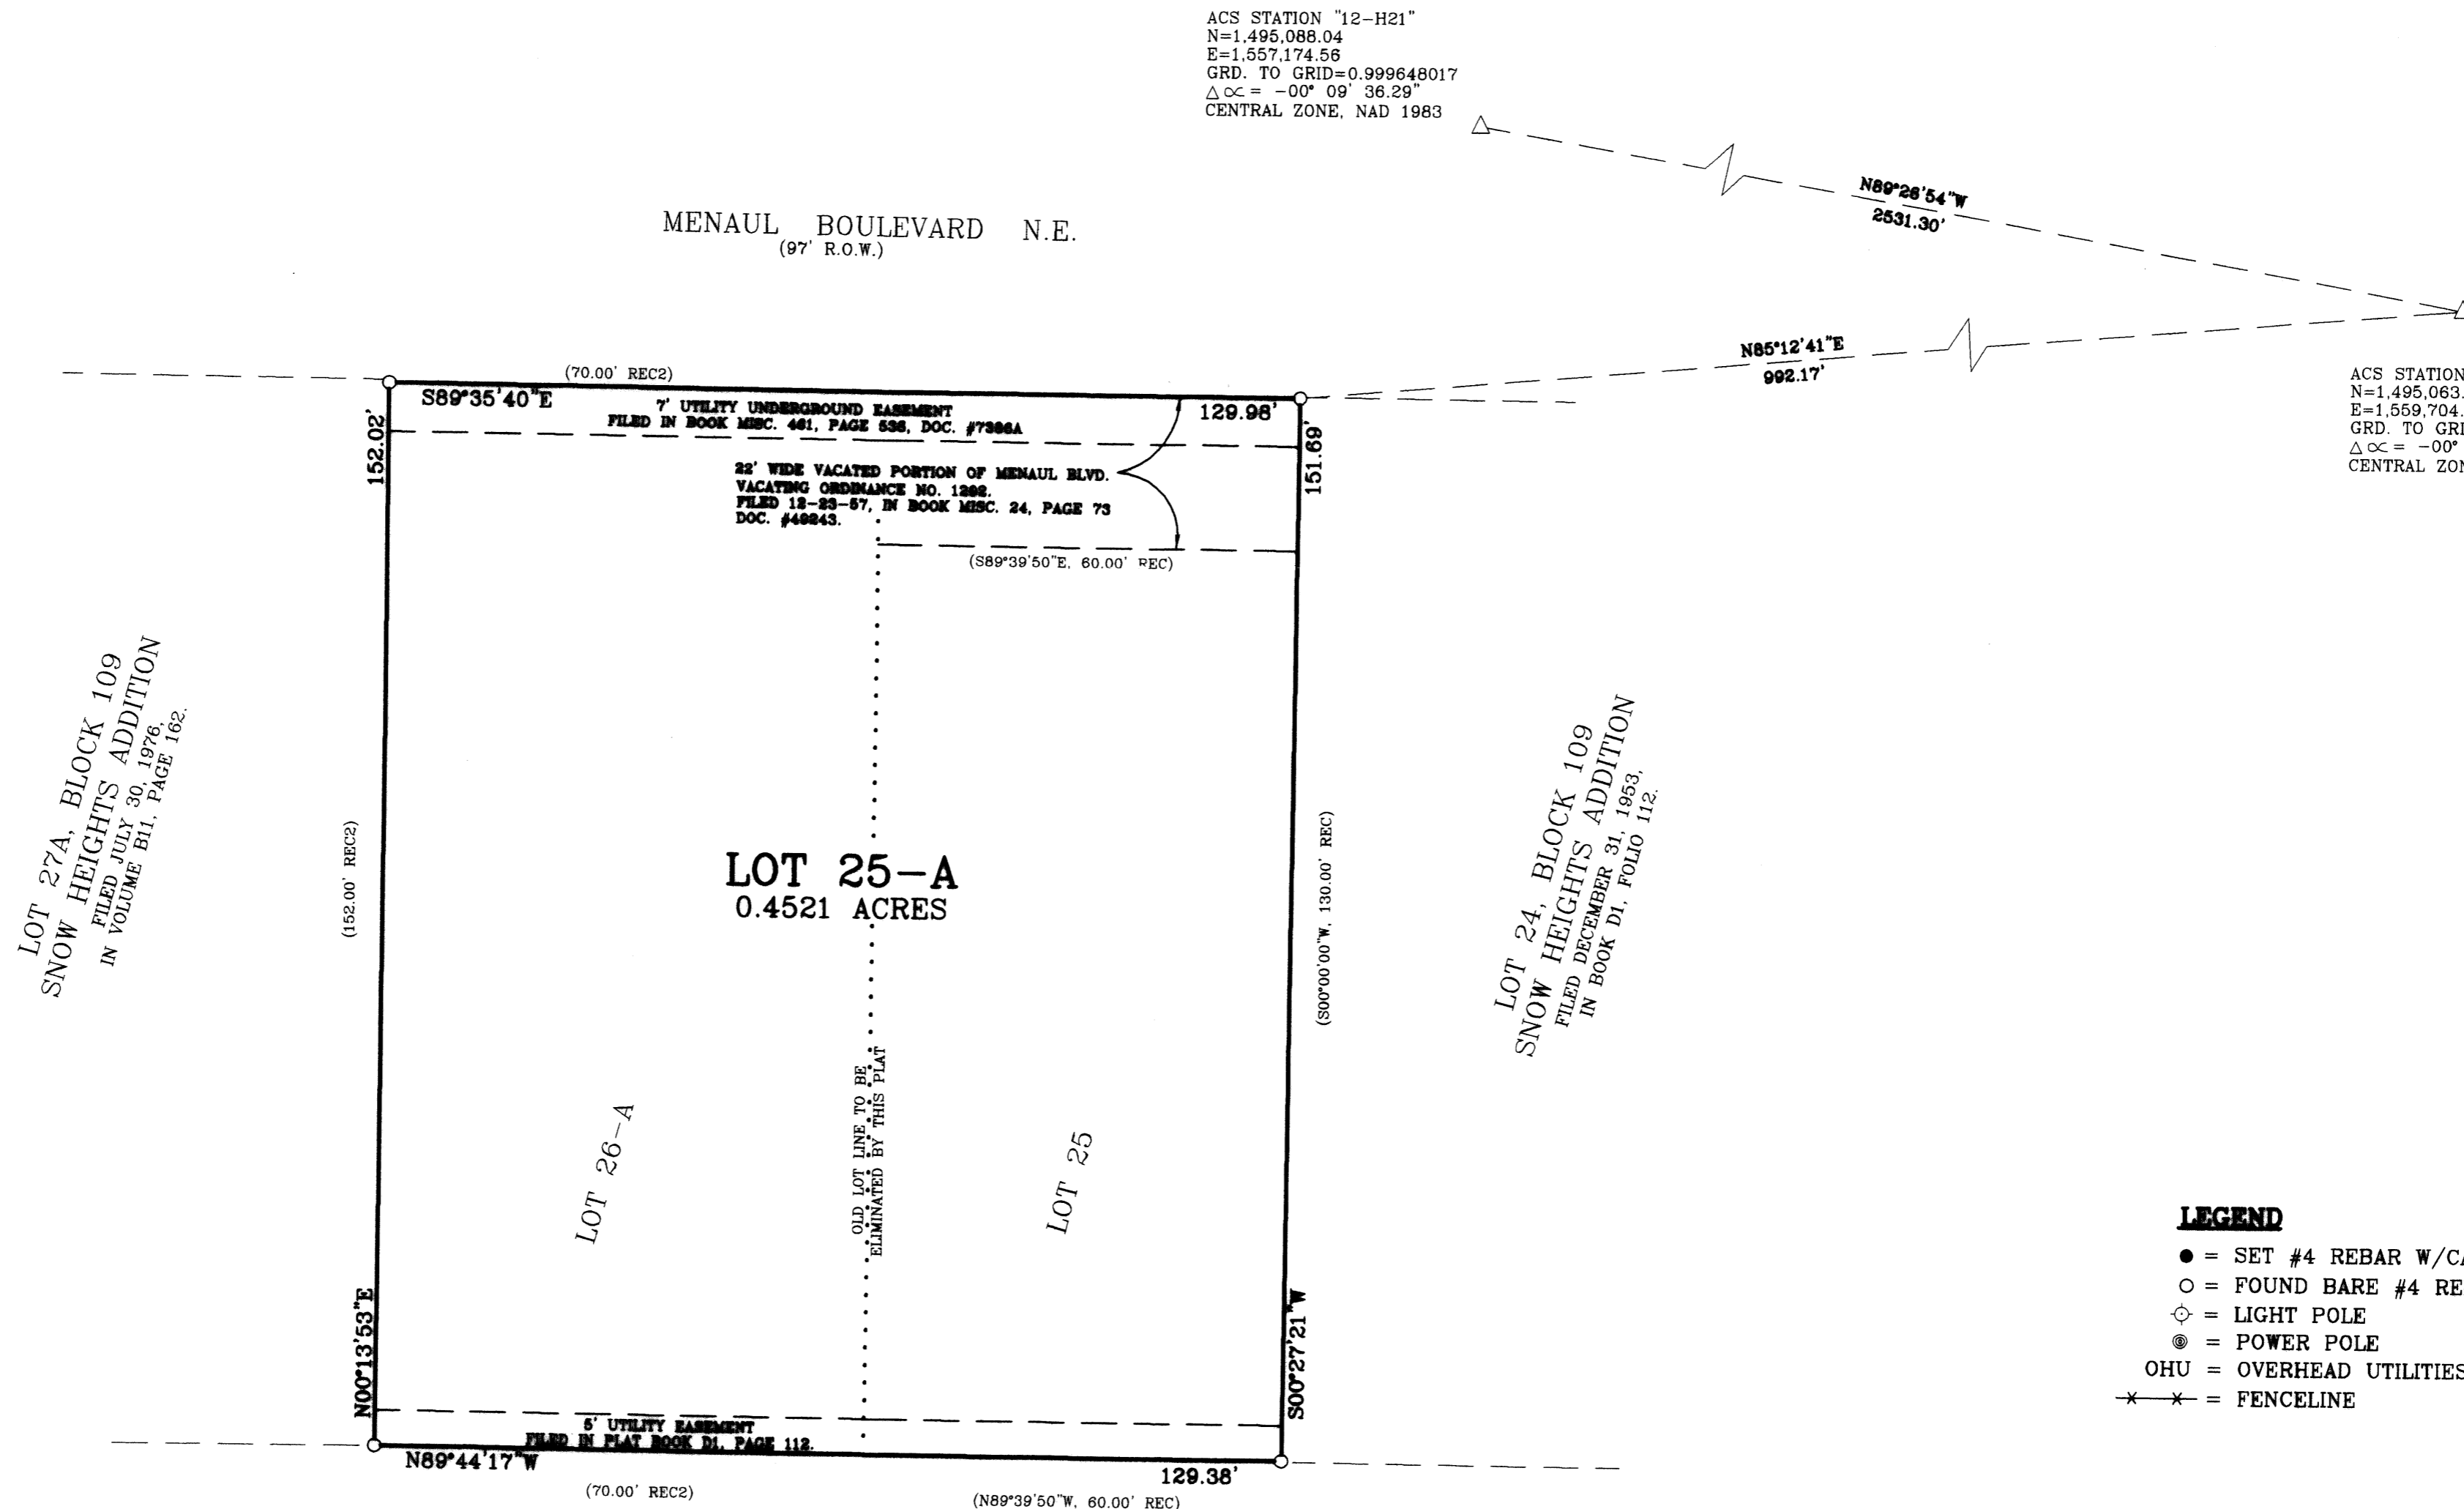 ACS STATION "12-H21"
N=1,495,088.04
E=1,557,174.56
GRD. TO GRID=0.999648017
△∝= -00° 09' 36.29"
CENTRAL ZONE, NAD 1983
N89°26'54"W
2531.30'
MENAUL BOULEVARD N.E.
(97' R.O.W.)
N85°12'41"E
992.17'
ACS STATION
N=1,495,063.
E=1,559,704.
GRD. TO GRI
△∝= -00°
CENTRAL ZON
(70.00' REC2)
S89°35'40"E
129.98'
7' UTILITY UNDERGROUND EASEMENT
FILED IN BOOK MISC. 461, PAGE 536, DOC. #7386A
152.02'
151.69'
22' WIDE VACATED PORTION OF MENAUL BLVD.
VACATING ORDINANCE NO. 1292.
FILED 12-23-57, IN BOOK MISC. 24, PAGE 73
DOC. #49243.
(S89°39'50"E, 60.00' REC)
LOT 27A, BLOCK 109
SNOW HEIGHTS ADDITION
FILED JULY 30, 1976,
IN VOLUME B11, PAGE 162.
(152.00' REC2)
LOT 25-A
0.4521 ACRES
(S00°00'00"W, 130.00' REC)
LOT 24, BLOCK 109
SNOW HEIGHTS ADDITION
FILED DECEMBER 31, 1953,
IN BOOK D1, FOLIO 112.
LOT 26-A
OLD LOT LINE TO BE
ELIMINATED BY THIS PLAT
LOT 25
N00°13'53"E
S00°27'21"W
5' UTILITY EASEMENT
FILED IN PLAT BOOK D1, PAGE 112.
N89°44'17"W
129.38'
(70.00' REC2)
(N89°39'50"W, 60.00' REC)
LEGEND
● = SET #4 REBAR W/CA
○ = FOUND BARE #4 RE
= LIGHT POLE
= POWER POLE
OHU = OVERHEAD UTILITIES
—x—x— = FENCELINE